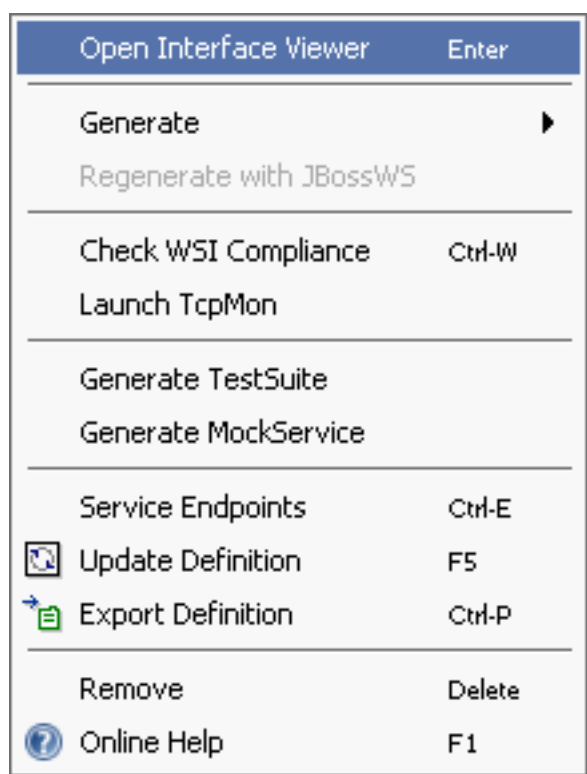 Open Interface Viewer Enter
Generate
Regenerate with JBossWS
Check WSI Compliance Ctrl-W
Launch TcpMon
Generate TestSuite
Generate MockService
Service Endpoints Ctrl-E
Update Definition F5
Export Definition Ctrl-P
Remove Delete
Online Help F1